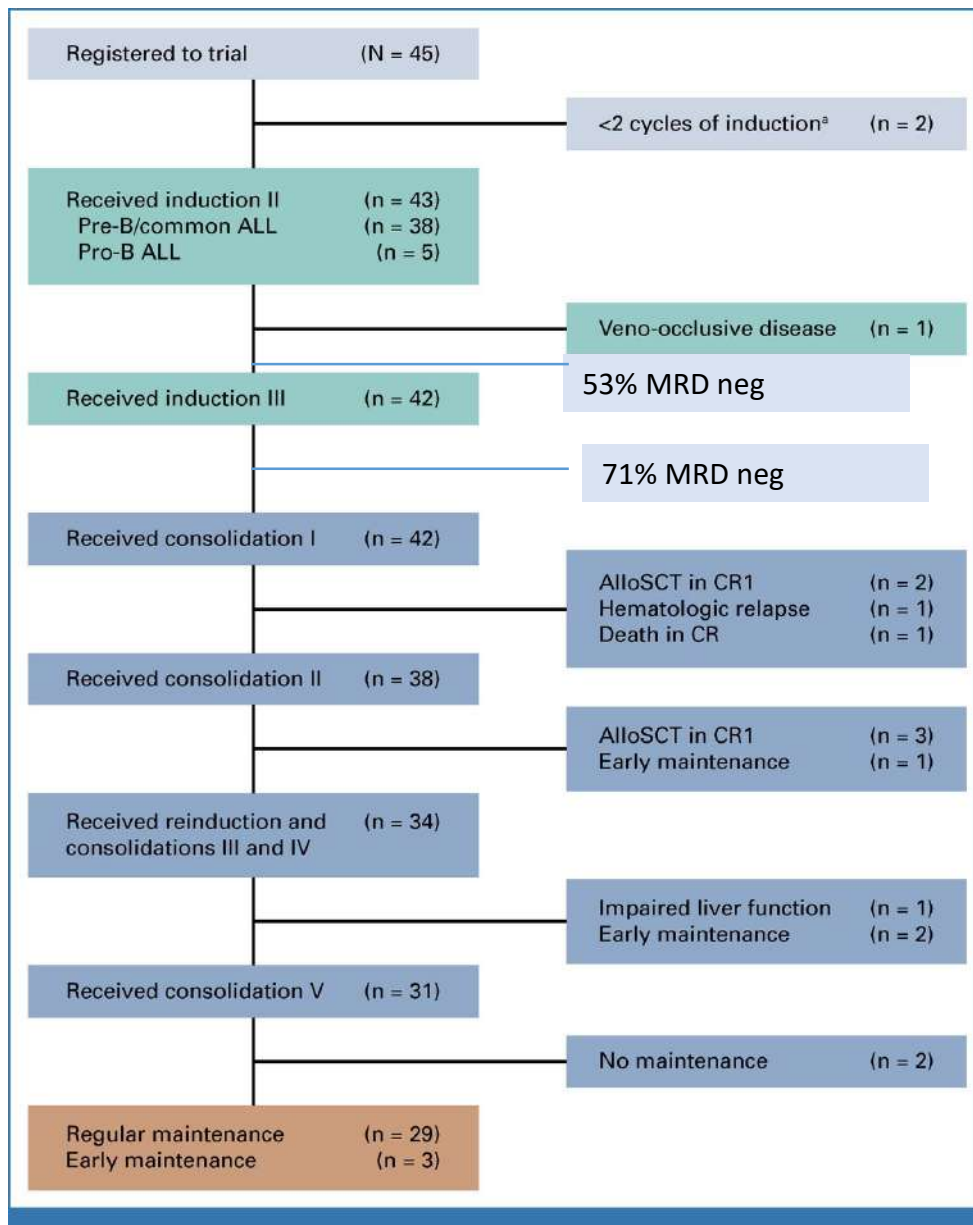 Registered to trial (N = 45)
<2 cycles of inductionᵃ (n = 2)
Received induction II (n = 43)
Pre-B/common ALL (n = 38)
Pro-B ALL (n = 5)
Veno-occlusive disease (n = 1)
53% MRD neg
Received induction III (n = 42)
71% MRD neg
Received consolidation I (n = 42)
AlloSCT in CR1 (n = 2)
Hematologic relapse (n = 1)
Death in CR (n = 1)
Received consolidation II (n = 38)
AlloSCT in CR1 (n = 3)
Early maintenance (n = 1)
Received reinduction and (n = 34)
consolidations III and IV
Impaired liver function (n = 1)
Early maintenance (n = 2)
Received consolidation V (n = 31)
No maintenance (n = 2)
Regular maintenance (n = 29)
Early maintenance (n = 3)